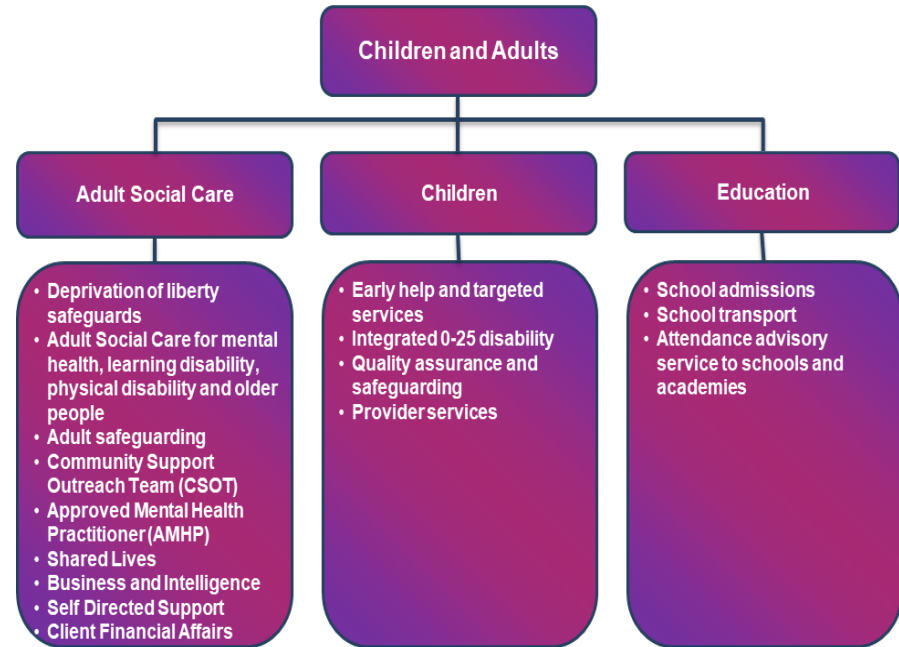 Children and Adults
Adult Social Care
• Deprivation of liberty
safeguards
• Adult Social Care for mental
health, learning disability,
physical disability and older
people
• Adult safeguarding
• Community Support
Outreach Team (CSOT)
• Approved Mental Health
Practitioner (AMHP)
• Shared Lives
• Business and Intelligence
• Self Directed Support
• Client Financial Affairs
Children
• Early help and targeted
services
• Integrated 0-25 disability
• Quality assurance and
safeguarding
• Provider services
Education
• School admissions
• School transport
• Attendance advisory
service to schools and
academies